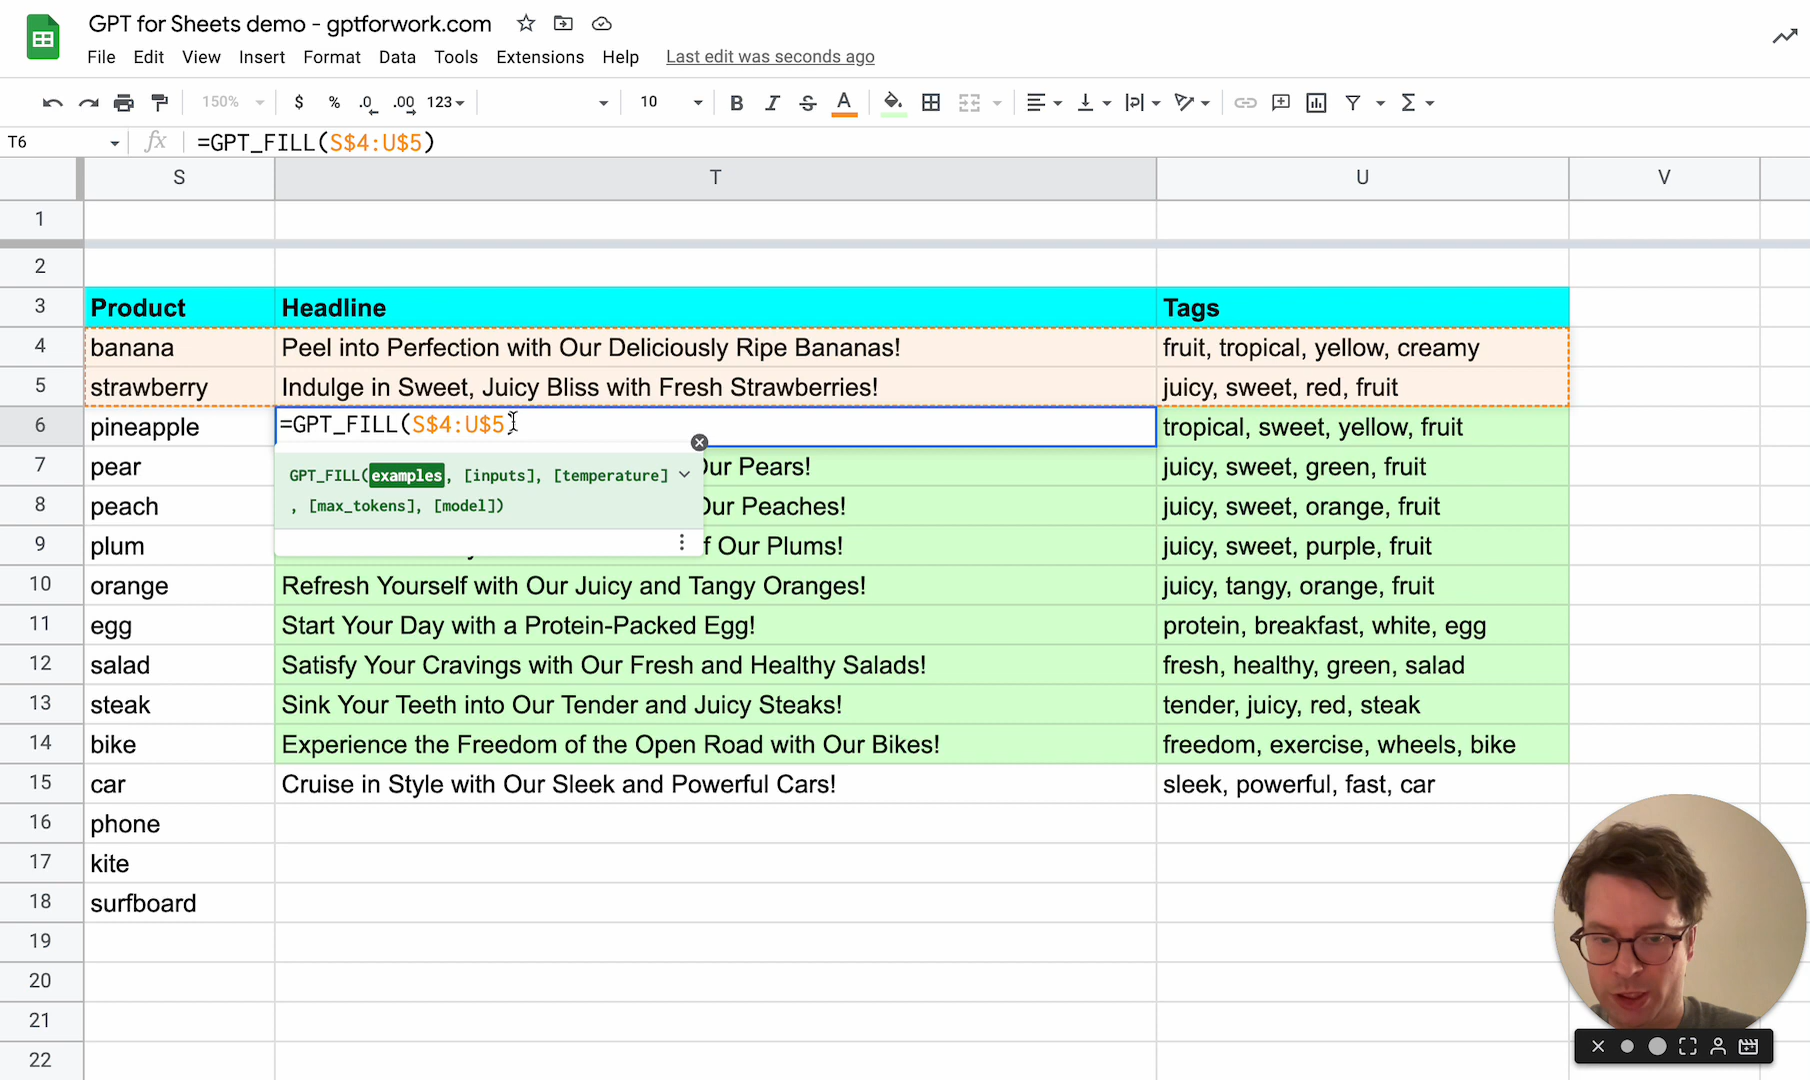 GPT for Sheets demo - gptforwork.com
File Edit View Insert Format Data Tools Extensions Help Last edit was seconds ago
150% $ % .0 .00 123 10 B I S A
T6 fx =GPT_FILL(S$4:U$5)
S T U V
1
2
3 Product Headline Tags
4 banana Peel into Perfection with Our Deliciously Ripe Bananas! fruit, tropical, yellow, creamy
5 strawberry Indulge in Sweet, Juicy Bliss with Fresh Strawberries! juicy, sweet, red, fruit
6 pineapple =GPT_FILL(S$4:U$5) tropical, sweet, yellow, fruit
7 pear Our Pears! juicy, sweet, green, fruit
GPT_FILL(examples, [inputs], [temperature]
8 peach Our Peaches! juicy, sweet, orange, fruit
, [max_tokens], [model])
9 plum f Our Plums! juicy, sweet, purple, fruit
10 orange Refresh Yourself with Our Juicy and Tangy Oranges! juicy, tangy, orange, fruit
11 egg Start Your Day with a Protein-Packed Egg! protein, breakfast, white, egg
12 salad Satisfy Your Cravings with Our Fresh and Healthy Salads! fresh, healthy, green, salad
13 steak Sink Your Teeth into Our Tender and Juicy Steaks! tender, juicy, red, steak
14 bike Experience the Freedom of the Open Road with Our Bikes! freedom, exercise, wheels, bike
15 car Cruise in Style with Our Sleek and Powerful Cars! sleek, powerful, fast, car
16 phone
17 kite
18 surfboard
19
20
21
22